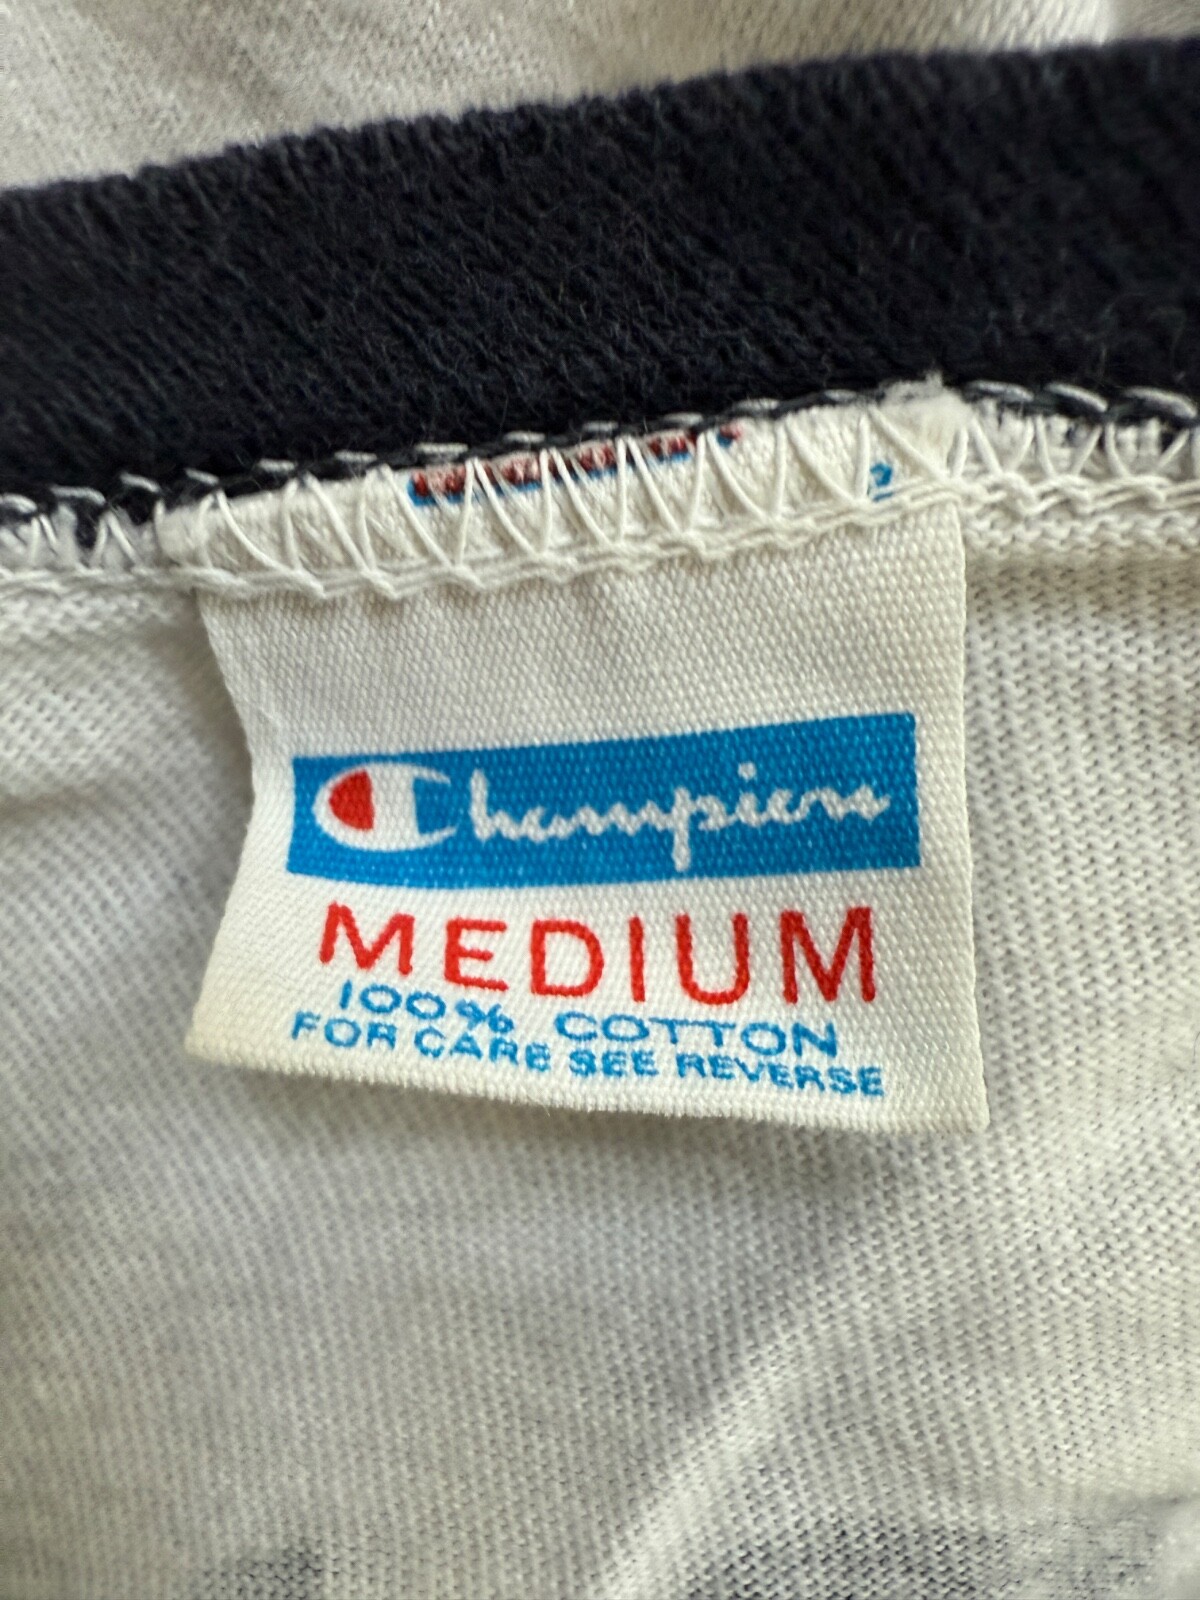 Champion
MEDIUM
100% COTTON
FOR CARE SEE REVERSE